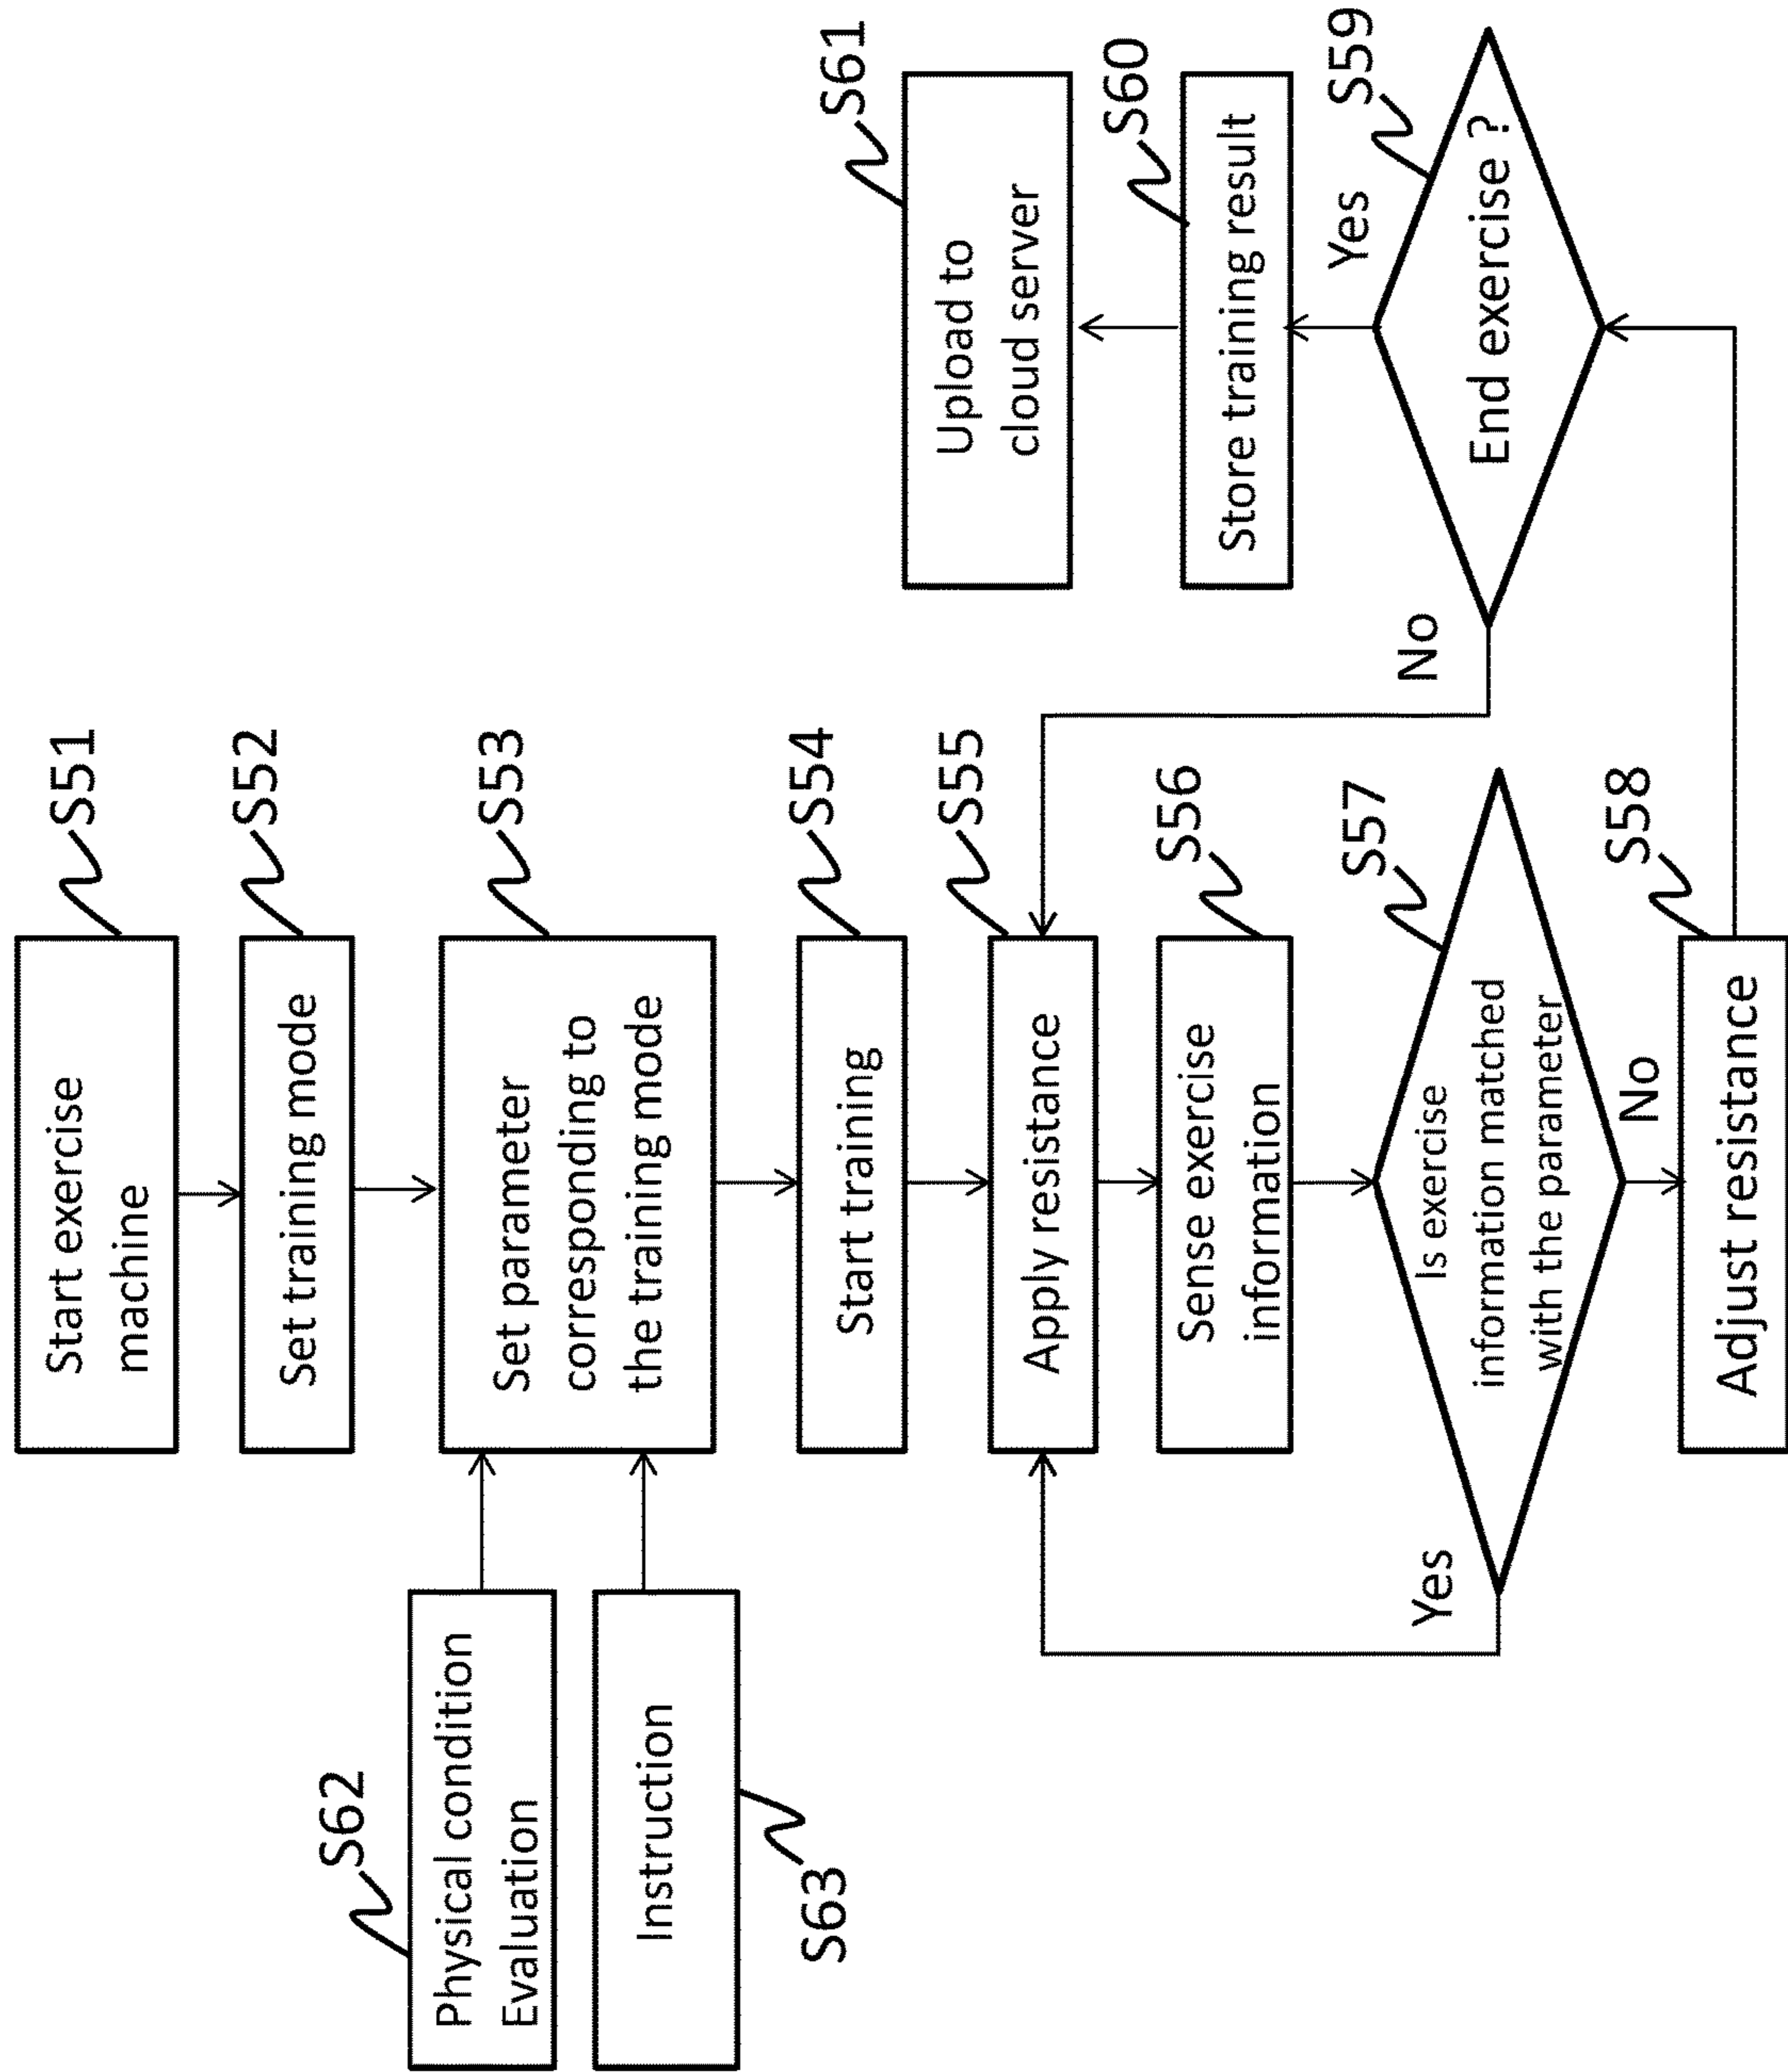 Start exercise
machine
S51
Set training mode
S52
Physical condition
Evaluation
S62
Instruction
S63
Set parameter
corresponding to
the training mode
S53
Start training
S54
Apply resistance
S55
Sense exercise
information
S56
Is exercise
information matched
with the parameter
S57
Yes
No
Adjust resistance
S58
End exercise ?
S59
No
Yes
Store training result
S60
Upload to
cloud server
S61